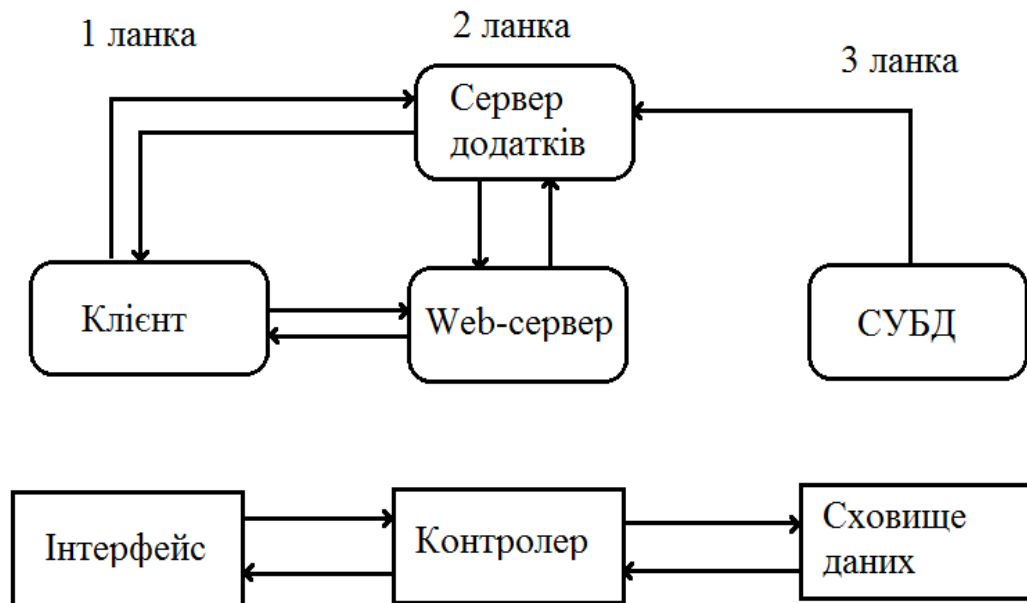 1 ланка
2 ланка
3 ланка
Сервер
додатків
Клієнт
Web-сервер
СУБД
Інтерфейс
Контролер
Сховище
даних